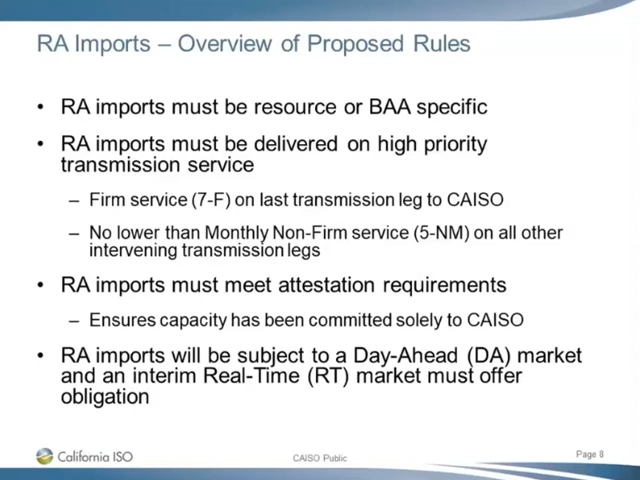 RA Imports – Overview of Proposed Rules
• RA imports must be resource or BAA specific
• RA imports must be delivered on high priority
transmission service
– Firm service (7-F) on last transmission leg to CAISO
– No lower than Monthly Non-Firm service (5-NM) on all other
intervening transmission legs
• RA imports must meet attestation requirements
– Ensures capacity has been committed solely to CAISO
• RA imports will be subject to a Day-Ahead (DA) market
and an interim Real-Time (RT) market must offer
obligation
California ISO
CAISO Public
Page 8